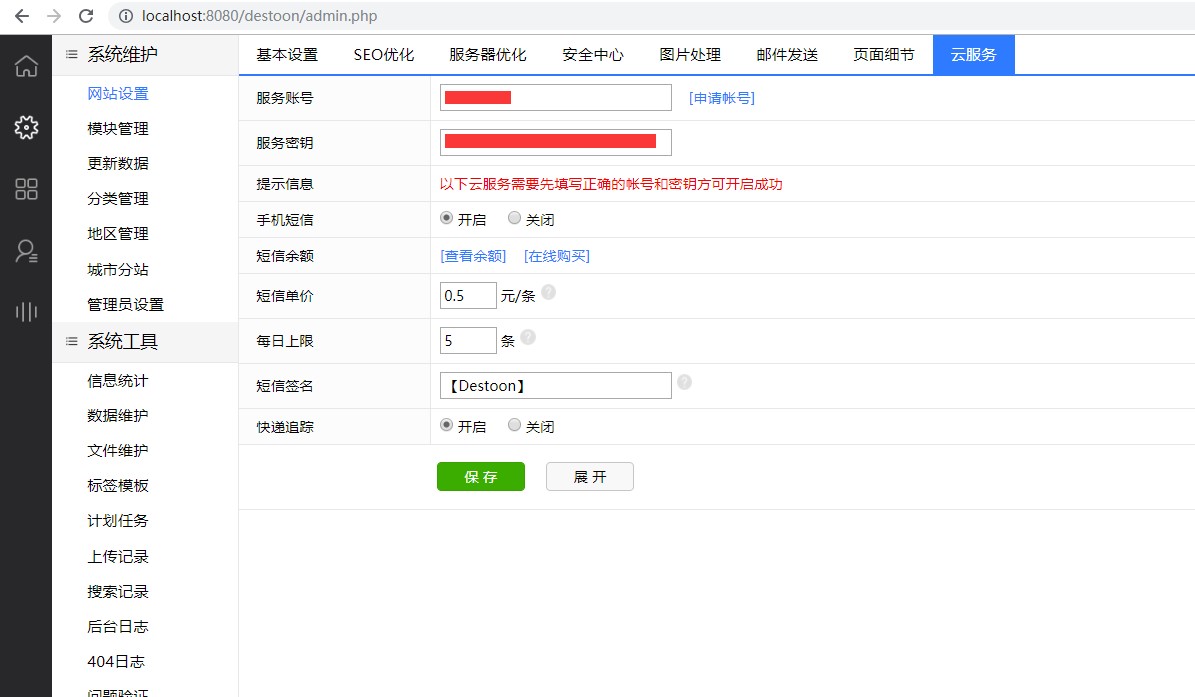 localhost:8080/destoon/admin.php
系统维护
网站设置
模块管理
更新数据
分类管理
地区管理
城市分站
管理员设置
系统工具
信息统计
数据维护
文件维护
标签模板
计划任务
上传记录
搜索记录
后台日志
404日志
问题验证
基本设置 SEO优化 服务器优化 安全中心 图片处理 邮件发送 页面细节 云服务
服务账号 [申请帐号]
服务密钥
提示信息 以下云服务需要先填写正确的帐号和密钥方可开启成功
手机短信 开启 关闭
短信余额 [查看余额] [在线购买]
短信单价 0.5 元/条 ?
每日上限 5 条 ?
短信签名 【Destoon】 ?
快递追踪 开启 关闭
保 存 展 开